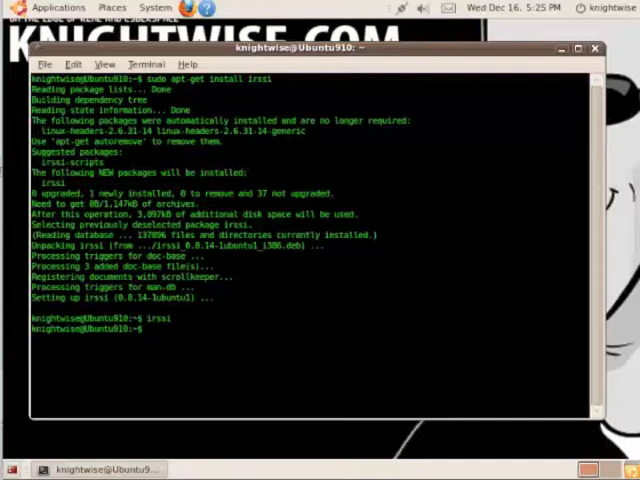 Applications Places System
Wed Dec 16, 5:25 PM knightwise
ON THE EDGE OF REAL AND CYBERSPACE
KNIGHTWISE.COM
knightwise@Ubuntu910: ~
File Edit View Terminal Help
knightwise@Ubuntu910:~$ sudo apt-get install irssi
Reading package lists... Done
Building dependency tree
Reading state information... Done
The following packages were automatically installed and are no longer required:
linux-headers-2.6.31-14 linux-headers-2.6.31-14-generic
Use 'apt-get autoremove' to remove them.
Suggested packages:
irssi-scripts
The following NEW packages will be installed:
irssi
0 upgraded, 1 newly installed, 0 to remove and 37 not upgraded.
Need to get 0B/1,147kB of archives.
After this operation, 3,097kB of additional disk space will be used.
Selecting previously deselected package irssi.
(Reading database ... 137896 files and directories currently installed.)
Unpacking irssi (from .../irssi_0.8.14-1ubuntu1_i386.deb) ...
Processing triggers for doc-base ...
Processing 3 added doc-base file(s)...
Registering documents with scrollkeeper...
Processing triggers for man-db ...
Setting up irssi (0.8.14-1ubuntu1) ...
knightwise@Ubuntu910:~$ irssi
knightwise@Ubuntu910:~$
knightwise@Ubuntu9...